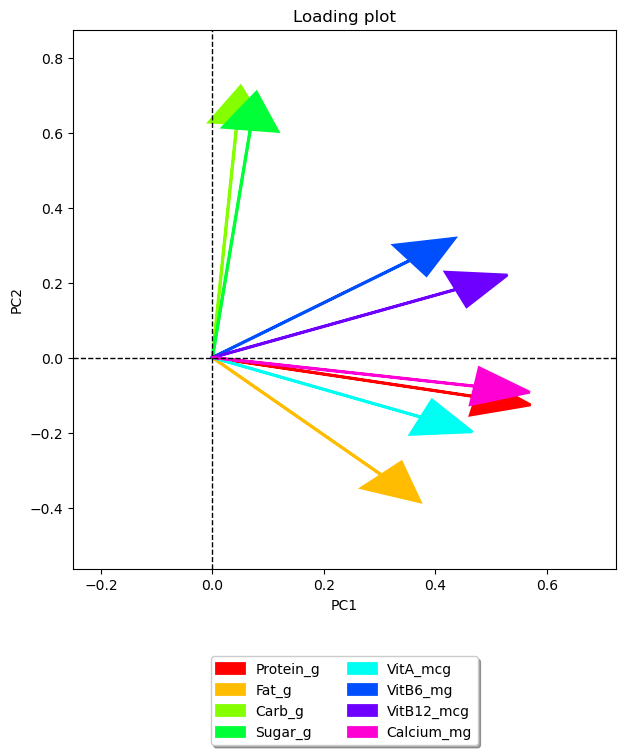 Loading plot
0.8
0.6
0.4
0.2
0.0
−0.2
−0.4
PC2
−0.2
0.0
0.2
0.4
0.6
PC1
Protein_g
Fat_g
Carb_g
Sugar_g
VitA_mcg
VitB6_mg
VitB12_mcg
Calcium_mg